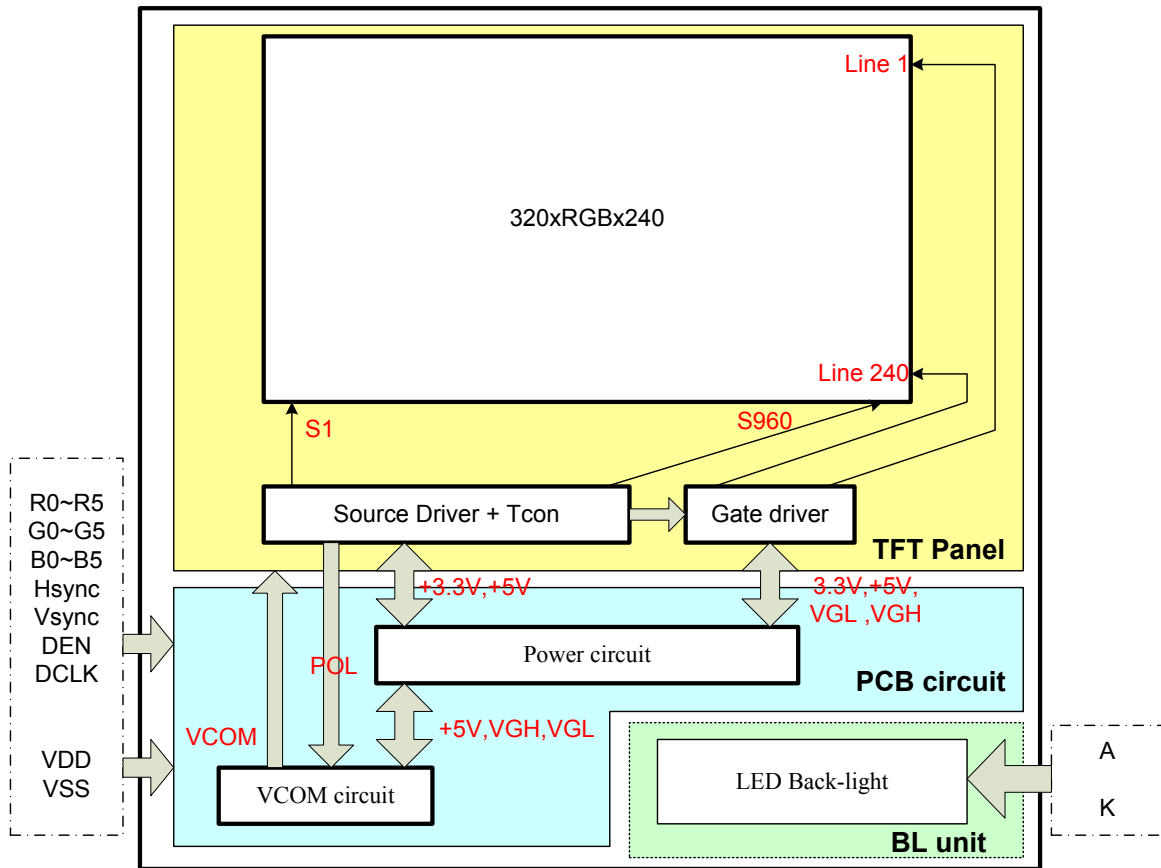 Line 1
320xRGBx240
Line 240
S1
S960
Source Driver + Tcon
Gate driver
TFT Panel
R0~R5
G0~G5
B0~B5
Hsync
Vsync
DEN
DCLK
VDD
VSS
+3.3V,+5V
3.3V,+5V,
VGL ,VGH
Power circuit
POL
PCB circuit
VCOM
+5V,VGH,VGL
VCOM circuit
LED Back-light
BL unit
A
K